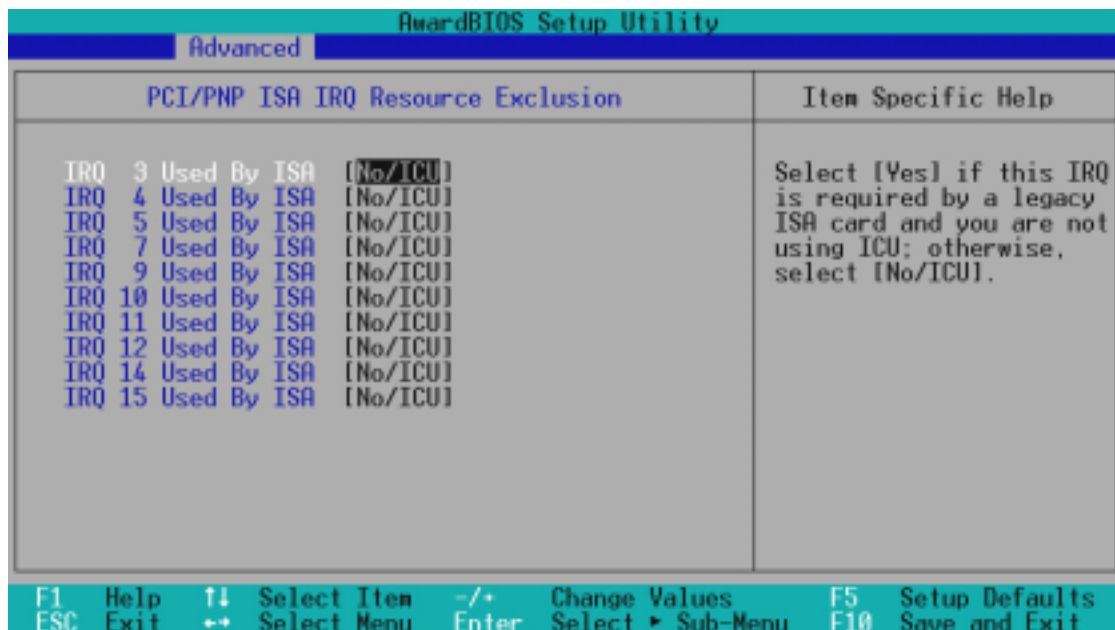 AwardBIOS Setup Utility
Advanced
PCI/PNP ISA IRQ Resource Exclusion
IRQ 3 Used By ISA [No/ICU]
IRQ 4 Used By ISA [No/ICU]
IRQ 5 Used By ISA [No/ICU]
IRQ 7 Used By ISA [No/ICU]
IRQ 9 Used By ISA [No/ICU]
IRQ 10 Used By ISA [No/ICU]
IRQ 11 Used By ISA [No/ICU]
IRQ 12 Used By ISA [No/ICU]
IRQ 14 Used By ISA [No/ICU]
IRQ 15 Used By ISA [No/ICU]
Item Specific Help
Select [Yes] if this IRQ
is required by a legacy
ISA card and you are not
using ICU; otherwise,
select [No/ICU].
F1 Help ↑↓ Select Item -/+ Change Values F5 Setup Defaults
ESC Exit ←→ Select Menu Enter Select ► Sub-Menu F10 Save and Exit